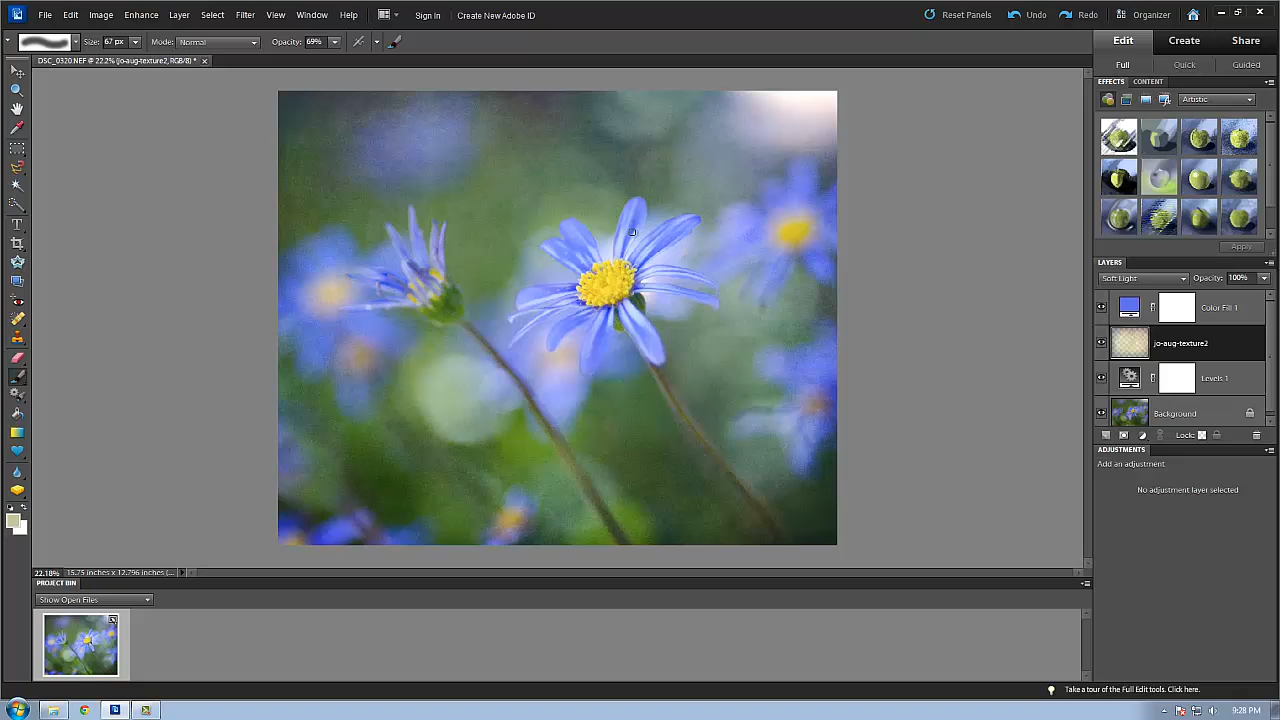 File Edit Image Enhance Layer Select Filter View Window Help Sign In Create New Adobe ID Reset Panels Undo Redo Organizer
Size: 67 px Mode: Normal Opacity: 69% Edit Create Share
DSC_0320.NEF @ 22.2% (jo-aug-texture2, RGB/8) * Full Quick Guided
EFFECTS CONTENT
Artistic
Apply
LAYERS
Soft Light Opacity: 100%
Color Fill 1
jo-aug-texture2
Levels 1
Background
Lock:
ADJUSTMENTS
Add an adjustment
No adjustment layer selected
22.18% 15.75 inches x 12.796 inches (...
PROJECT BIN
Show Open Files
Take a tour of the Full Edit tools. Click here.
9:28 PM